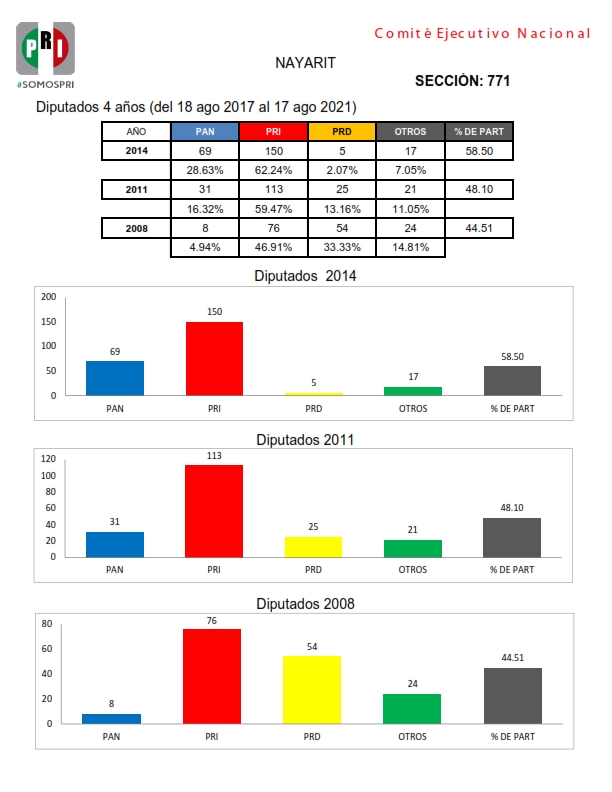 PRI
#SOMOSPRI
Comité Ejecutivo Nacional
NAYARIT
SECCIÓN: 771
Diputados 4 años (del 18 ago 2017 al 17 ago 2021)
AÑO PAN PRI PRD OTROS % DE PART
2014 69 150 5 17 58.50
28.63% 62.24% 2.07% 7.05%
2011 31 113 25 21 48.10
16.32% 59.47% 13.16% 11.05%
2008 8 76 54 24 44.51
4.94% 46.91% 33.33% 14.81%
Diputados 2014
200
150
100
50
0
69 150 5 17 58.50
PAN PRI PRD OTROS % DE PART
Diputados 2011
120
100
80
60
40
20
0
31 113 25 21 48.10
PAN PRI PRD OTROS % DE PART
Diputados 2008
80
60
40
20
0
8 76 54 24 44.51
PAN PRI PRD OTROS % DE PART